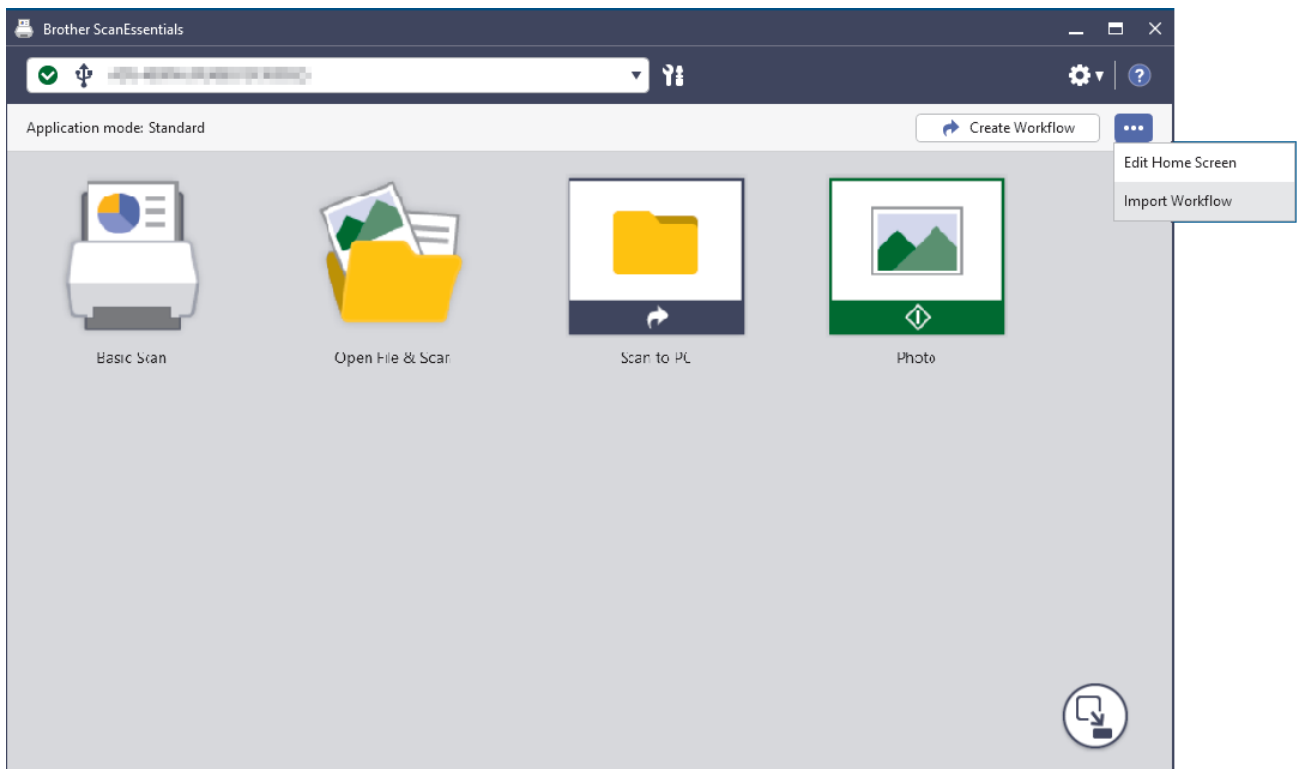 Brother ScanEssentials
Application mode: Standard
Create Workflow
Edit Home Screen
Import Workflow
Basic Scan
Open File & Scan
Scan to PC
Photo